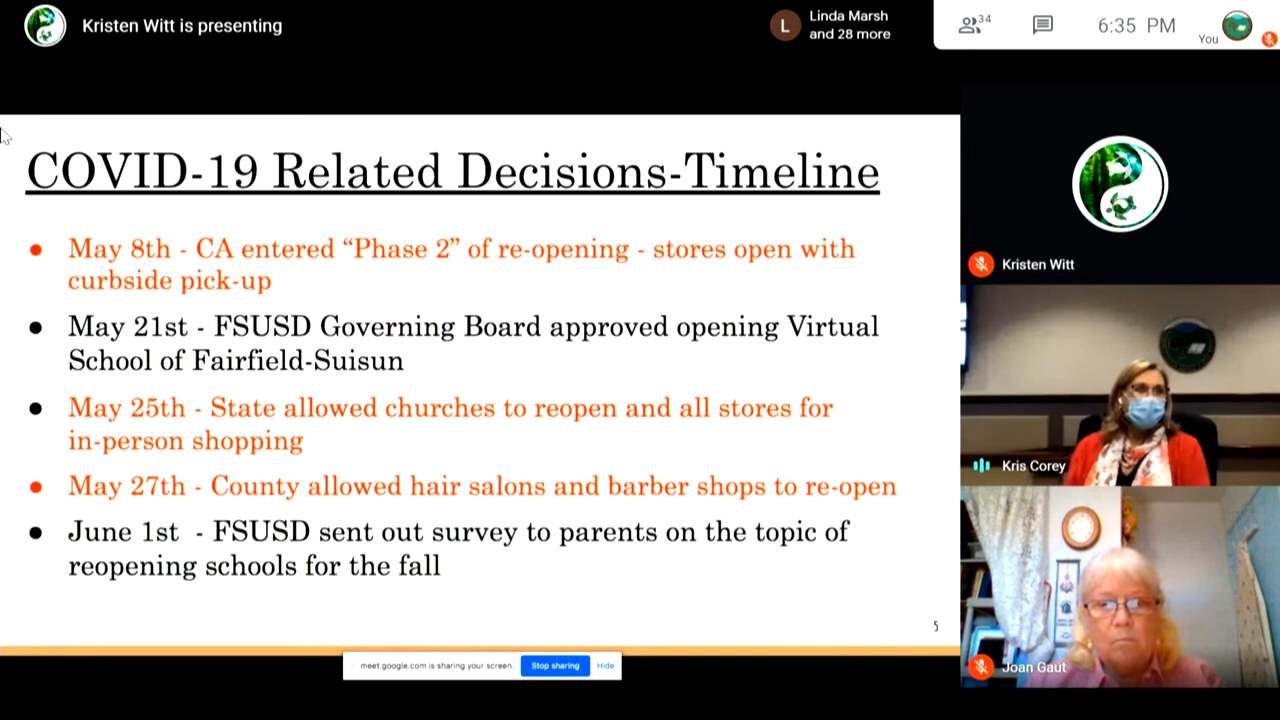 Kristen Witt is presenting
L
Linda Marsh
and 28 more
34
6:35 PM
You
COVID-19 Related Decisions-Timeline
● May 8th - CA entered “Phase 2” of re-opening - stores open with
curbside pick-up
● May 21st - FSUSD Governing Board approved opening Virtual
School of Fairfield-Suisun
● May 25th - State allowed churches to reopen and all stores for
in-person shopping
● May 27th - County allowed hair salons and barber shops to re-open
● June 1st - FSUSD sent out survey to parents on the topic of
reopening schools for the fall
5
meet.google.com is sharing your screen.
Stop sharing
Hide
Kristen Witt
Kris Corey
Joan Gaut